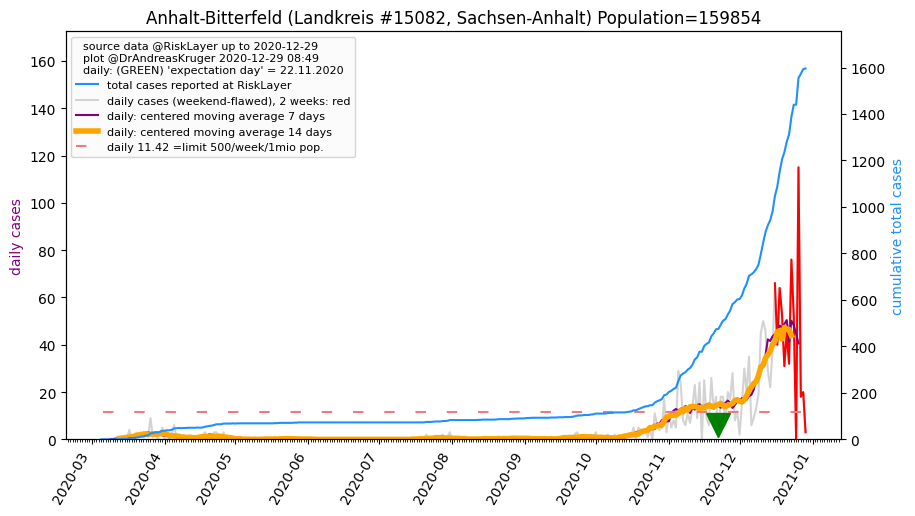 Anhalt-Bitterfeld (Landkreis #15082, Sachsen-Anhalt) Population=159854
source data @RiskLayer up to 2020-12-29
plot @DrAndreasKruger 2020-12-29 08:49
daily: (GREEN) 'expectation day' = 22.11.2020
total cases reported at RiskLayer
daily cases (weekend-flawed), 2 weeks: red
daily: centered moving average 7 days
daily: centered moving average 14 days
daily 11.42 =limit 500/week/1mio pop.
daily cases
160
140
120
100
80
60
40
20
0
cumulative total cases
1600
1400
1200
1000
800
600
400
200
0
2020-03
2020-04
2020-05
2020-06
2020-07
2020-08
2020-09
2020-10
2020-11
2020-12
2021-01